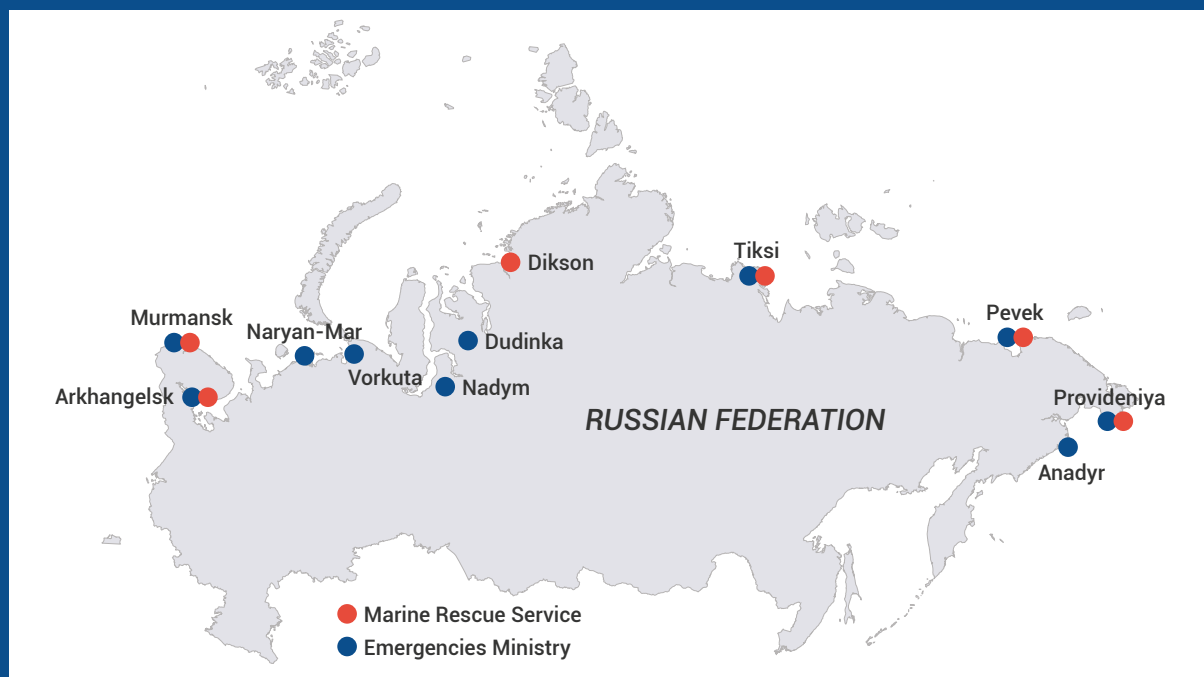 Dikson
Tiksi
Murmansk
Pevek
Naryan-Mar
Dudinka
Vorkuta
Nadym
Arkhangelsk
Provideniya
RUSSIAN FEDERATION
Anadyr
Marine Rescue Service
Emergencies Ministry